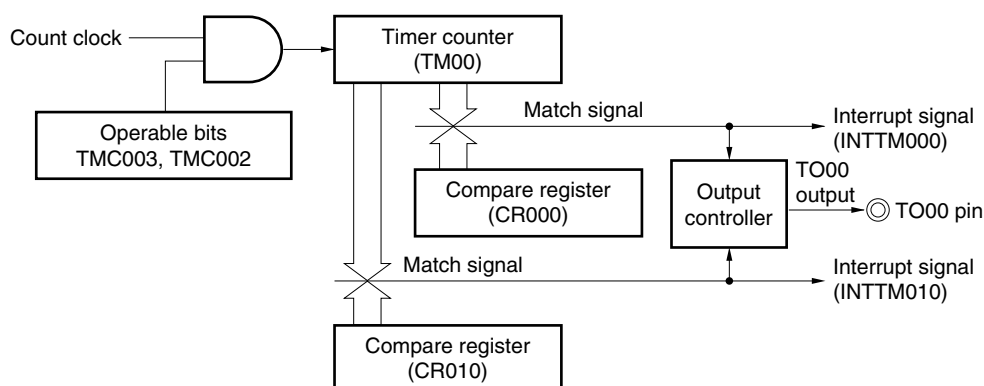 Count clock
Timer counter
(TM00)
Operable bits
TMC003, TMC002
Match signal
Interrupt signal
(INTTM000)
Compare register
(CR000)
Output
controller
TO00
output
TO00 pin
Match signal
Interrupt signal
(INTTM010)
Compare register
(CR010)